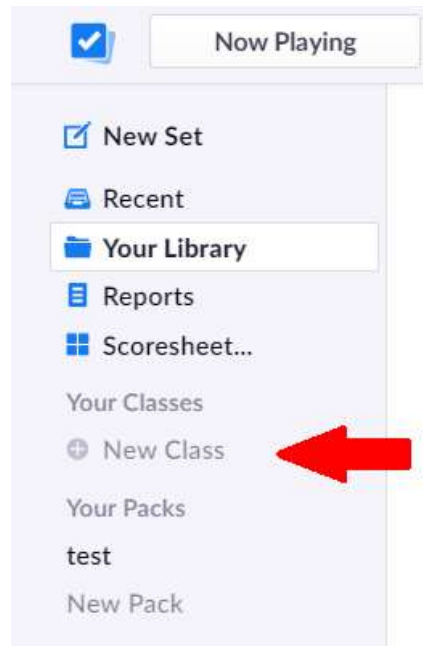 Now Playing
New Set
Recent
Your Library
Reports
Scoresheet...
Your Classes
New Class
Your Packs
test
New Pack